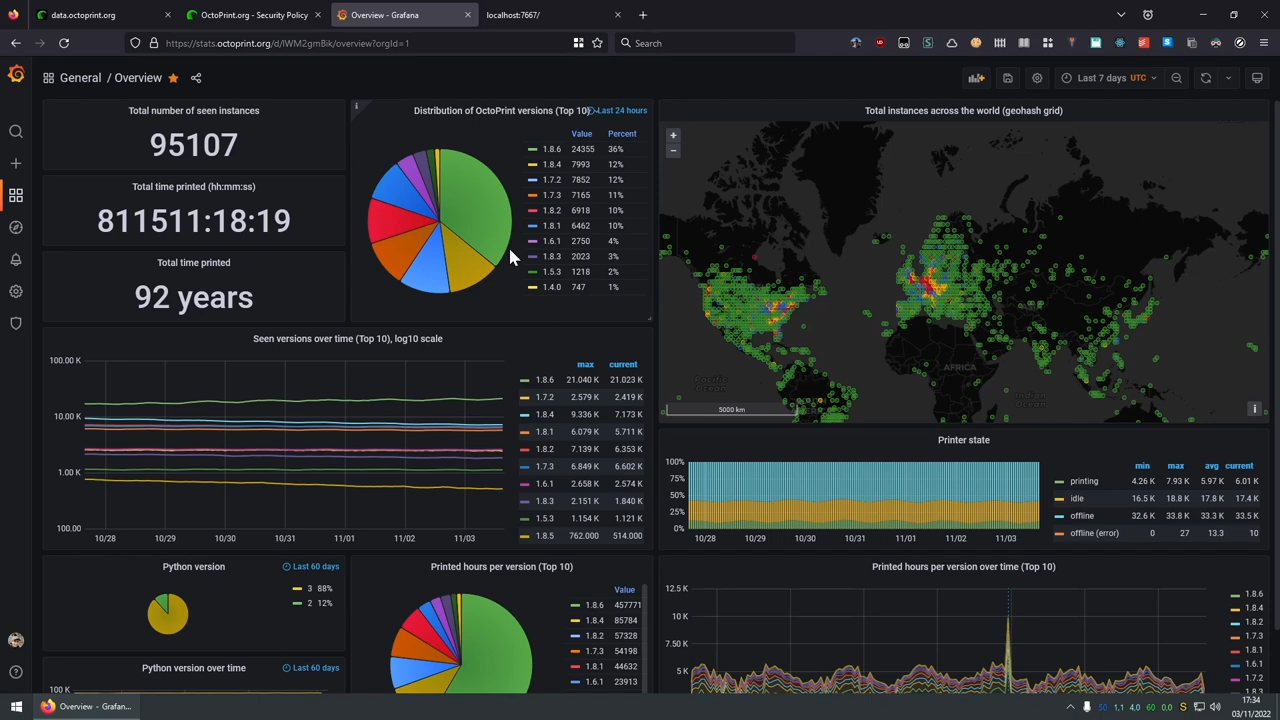 data.octoprint.org
OctoPrint.org - Security Policy
Overview - Grafana
localhost:7667/
https://stats.octoprint.org/d/IWM2gmBik/overview?orgId=1
Search
General / Overview
Last 7 days UTC
Total number of seen instances
95107
Total time printed (hh:mm:ss)
811511:18:19
Total time printed
92 years
Distribution of OctoPrint versions (Top 10)
Last 24 hours
Value Percent
1.8.6 24355 36%
1.8.4 7993 12%
1.7.2 7852 12%
1.7.3 7165 11%
1.8.2 6918 10%
1.8.1 6462 10%
1.6.1 2750 4%
1.8.3 2023 3%
1.5.3 1218 2%
1.4.0 747 1%
Total instances across the world (geohash grid)
+
−
Pacific
Ocean
AFRICA
Indian
Ocean
5000 km
i
Seen versions over time (Top 10), log10 scale
100.00 K
10.00 K
1.00 K
100.00
10/28 10/29 10/30 10/31 11/01 11/02 11/03
max current
1.8.6 21.040 K 21.023 K
1.7.2 2.579 K 2.419 K
1.8.4 9.336 K 7.173 K
1.8.1 6.079 K 5.711 K
1.8.2 7.139 K 6.353 K
1.7.3 6.849 K 6.602 K
1.6.1 2.658 K 2.574 K
1.8.3 2.151 K 1.840 K
1.5.3 1.154 K 1.121 K
1.8.5 762.000 514.000
Printer state
100%
75%
50%
25%
0%
10/28 10/29 10/30 10/31 11/01 11/02 11/03
min max avg current
printing 4.26 K 7.93 K 5.97 K 6.01 K
idle 16.5 K 18.8 K 17.8 K 17.4 K
offline 32.6 K 33.8 K 33.3 K 33.5 K
offline (error) 0 27 13.3 10
Python version
Last 60 days
3 88%
2 12%
Python version over time
Last 60 days
100 K
Printed hours per version (Top 10)
Value
1.8.6 457771
1.8.4 85784
1.8.2 57328
1.7.3 54198
1.8.1 44632
1.6.1 23913
Printed hours per version over time (Top 10)
12.5 K
10 K
7.50 K
5 K
1.8.6
1.8.4
1.8.2
1.7.3
1.8.1
1.6.1
1.7.2
1.8.3
Overview - Grafan...
50 1,1 4,0 60 0,0
17:34
03/11/2022